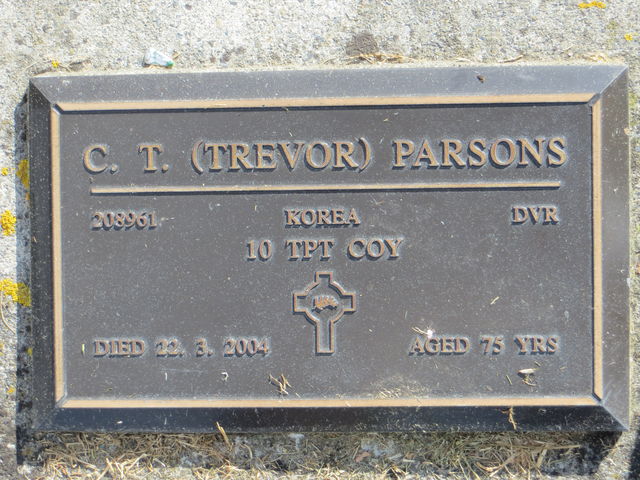 C. T. (TREVOR) PARSONS
208961 KOREA DVR
10 TPT COY
DIED 22. 3. 2004 AGED 75 YRS